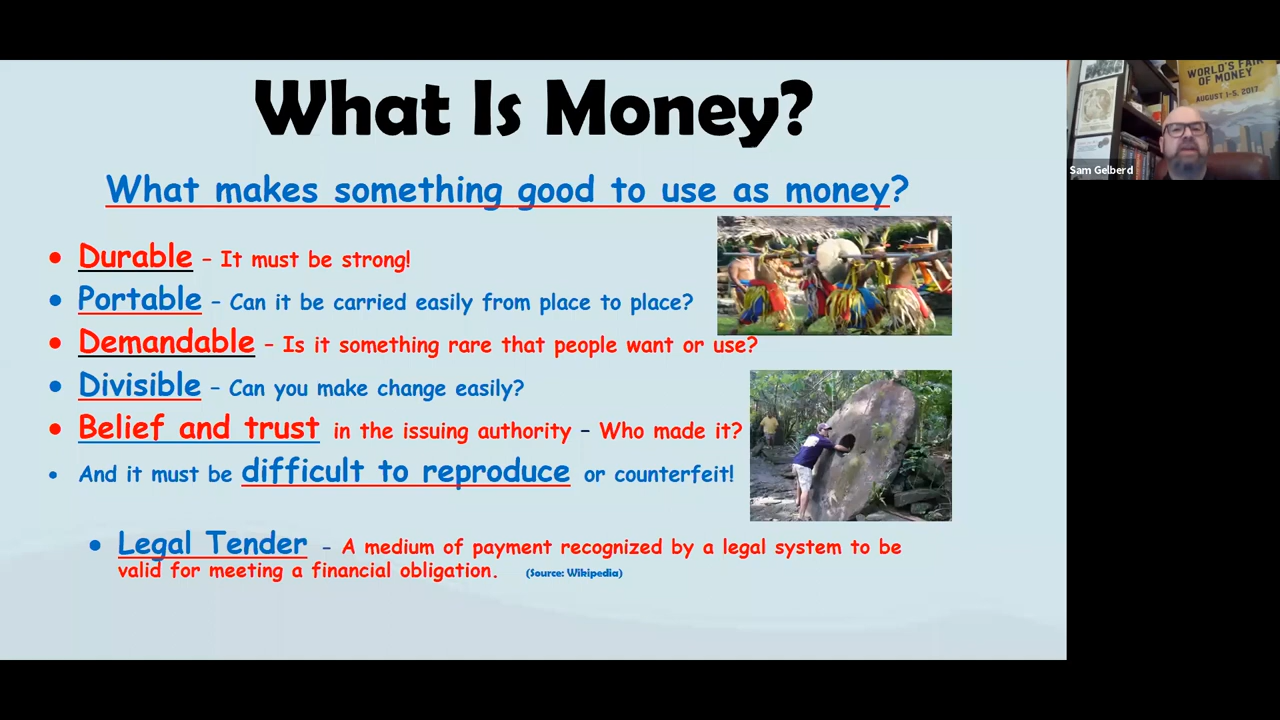 What Is Money?
What makes something good to use as money?
• Durable – It must be strong!
• Portable – Can it be carried easily from place to place?
• Demandable – Is it something rare that people want or use?
• Divisible – Can you make change easily?
• Belief and trust in the issuing authority – Who made it?
• And it must be difficult to reproduce or counterfeit!
• Legal Tender – A medium of payment recognized by a legal system to be
valid for meeting a financial obligation. (Source: Wikipedia)
WORLD'S FAIR
OF MONEY
AUGUST 1-5, 2017
Sam Gelberd